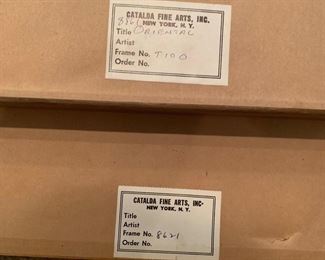 CATALDA FINE ARTS, INC.
8861 NEW YORK, N. Y.
Title ORIENTAL
Artist
Frame No. T100
Order No.
CATALDA FINE ARTS, INC.
NEW YORK, N. Y.
Title
Artist
Frame No. 8621
Order No.